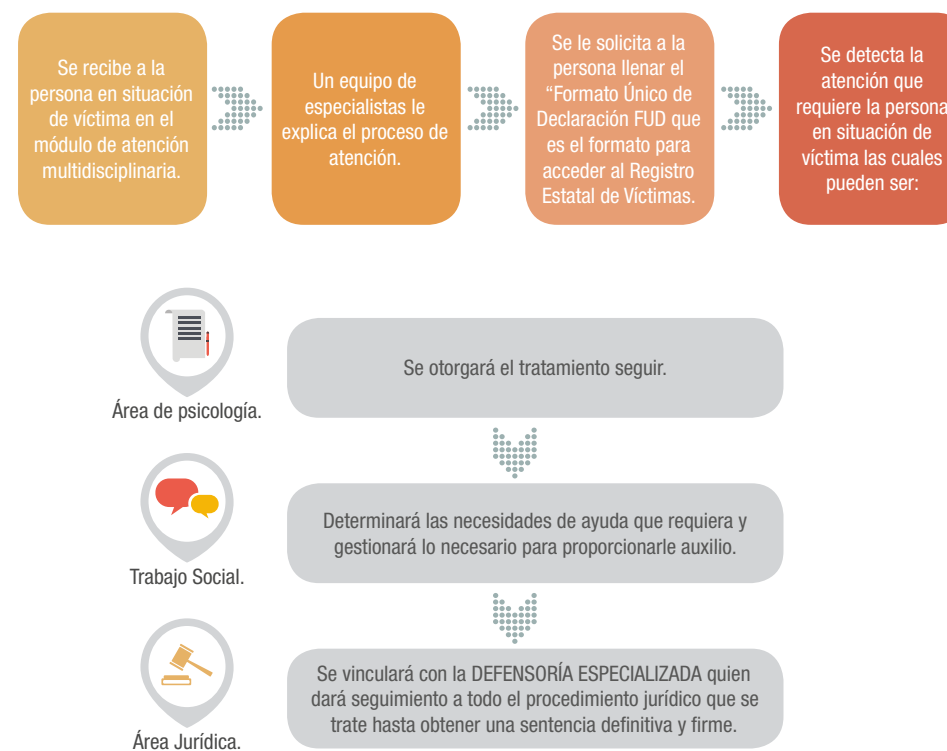 Se recibe a la
persona en situación
de víctima en el
módulo de atención
multidisciplinaria.
Un equipo de
especialistas le
explica el proceso de
atención.
Se le solicita a la
persona llenar el
“Formato Único de
Declaración FUD que
es el formato para
acceder al Registro
Estatal de Víctimas.
Se detecta la
atención que
requiere la persona
en situación de
víctima las cuales
pueden ser:
Área de psicología.
Se otorgará el tratamiento seguir.
Trabajo Social.
Determinará las necesidades de ayuda que requiera y
gestionará lo necesario para proporcionarle auxilio.
Área Jurídica.
Se vinculará con la DEFENSORÍA ESPECIALIZADA quien
dará seguimiento a todo el procedimiento jurídico que se
trate hasta obtener una sentencia definitiva y firme.